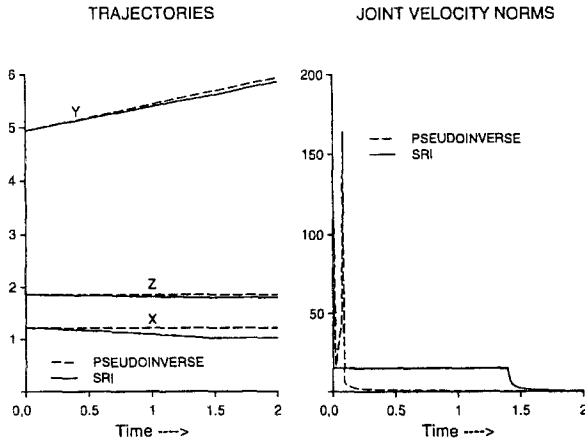 TRAJECTORIES
6
5
4
3
2
1
Y
Z
X
PSEUDOINVERSE
SRI
0,0
0.5
1
1.5
2
Time ---->
JOINT VELOCITY NORMS
200
150
100
50
PSEUDOINVERSE
SRI
0.0
0.5
1
1.5
2
Time ---->